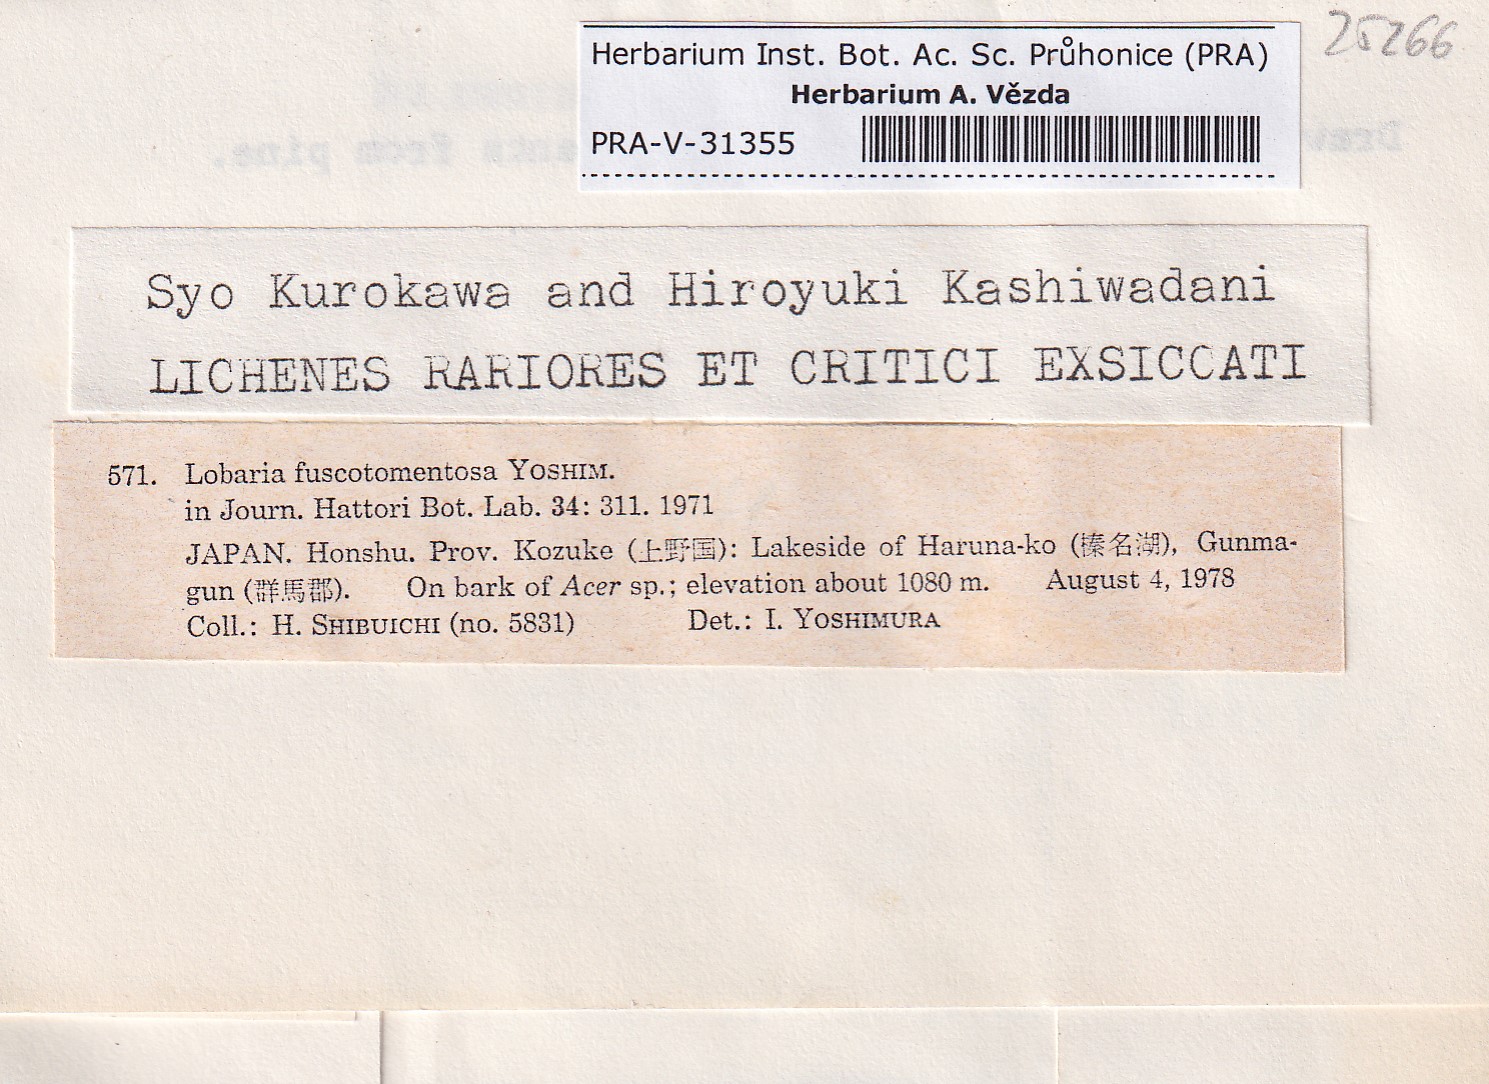 25266
Herbarium Inst. Bot. Ac. Sc. Průhonice (PRA)
Herbarium A. Vězda
PRA-V-31355
Syo Kurokawa and Hiroyuki Kashiwadani
LICHENES RARIORES ET CRITICI EXSICCATI
571. Lobaria fuscotomentosa YOSHIM.
in Journ. Hattori Bot. Lab. 34: 311. 1971
JAPAN. Honshu. Prov. Kozuke (上野国): Lakeside of Haruna-ko (榛名湖), Gunma-
gun (群馬郡). On bark of Acer sp.; elevation about 1080 m. August 4, 1978
Coll.: H. SHIBUICHI (no. 5831) Det.: I. YOSHIMURA
from pine.